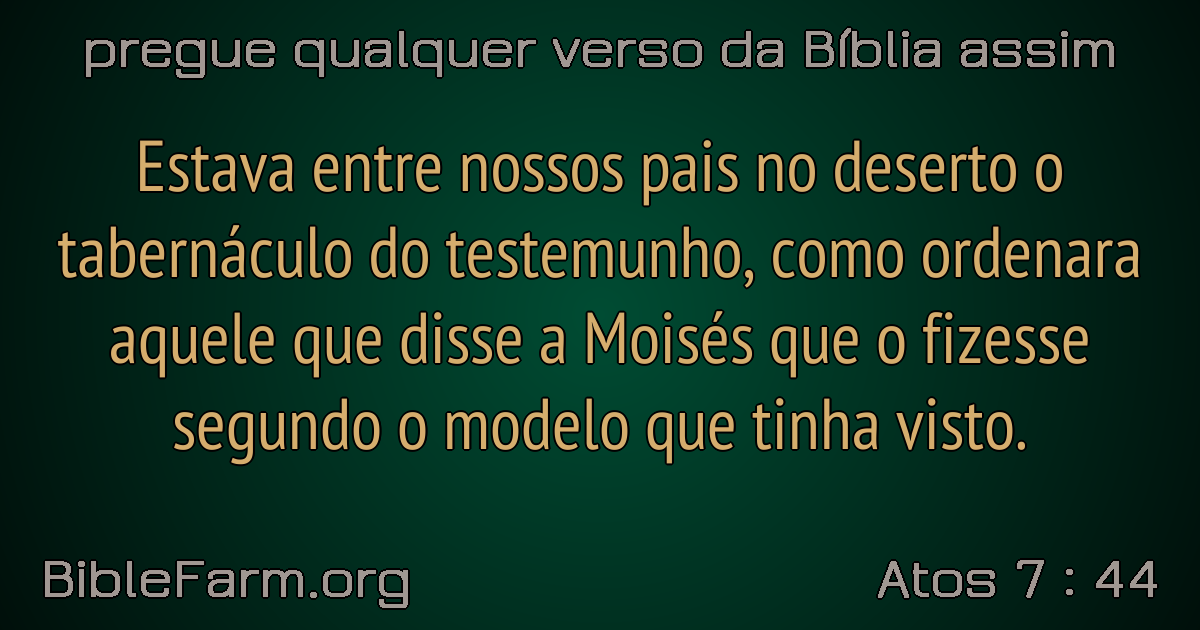 pregue qualquer verso da Bíblia assim
Estava entre nossos pais no deserto o
tabernáculo do testemunho, como ordenara
aquele que disse a Moisés que o fizesse
segundo o modelo que tinha visto.
BibleFarm.org
Atos 7 : 44